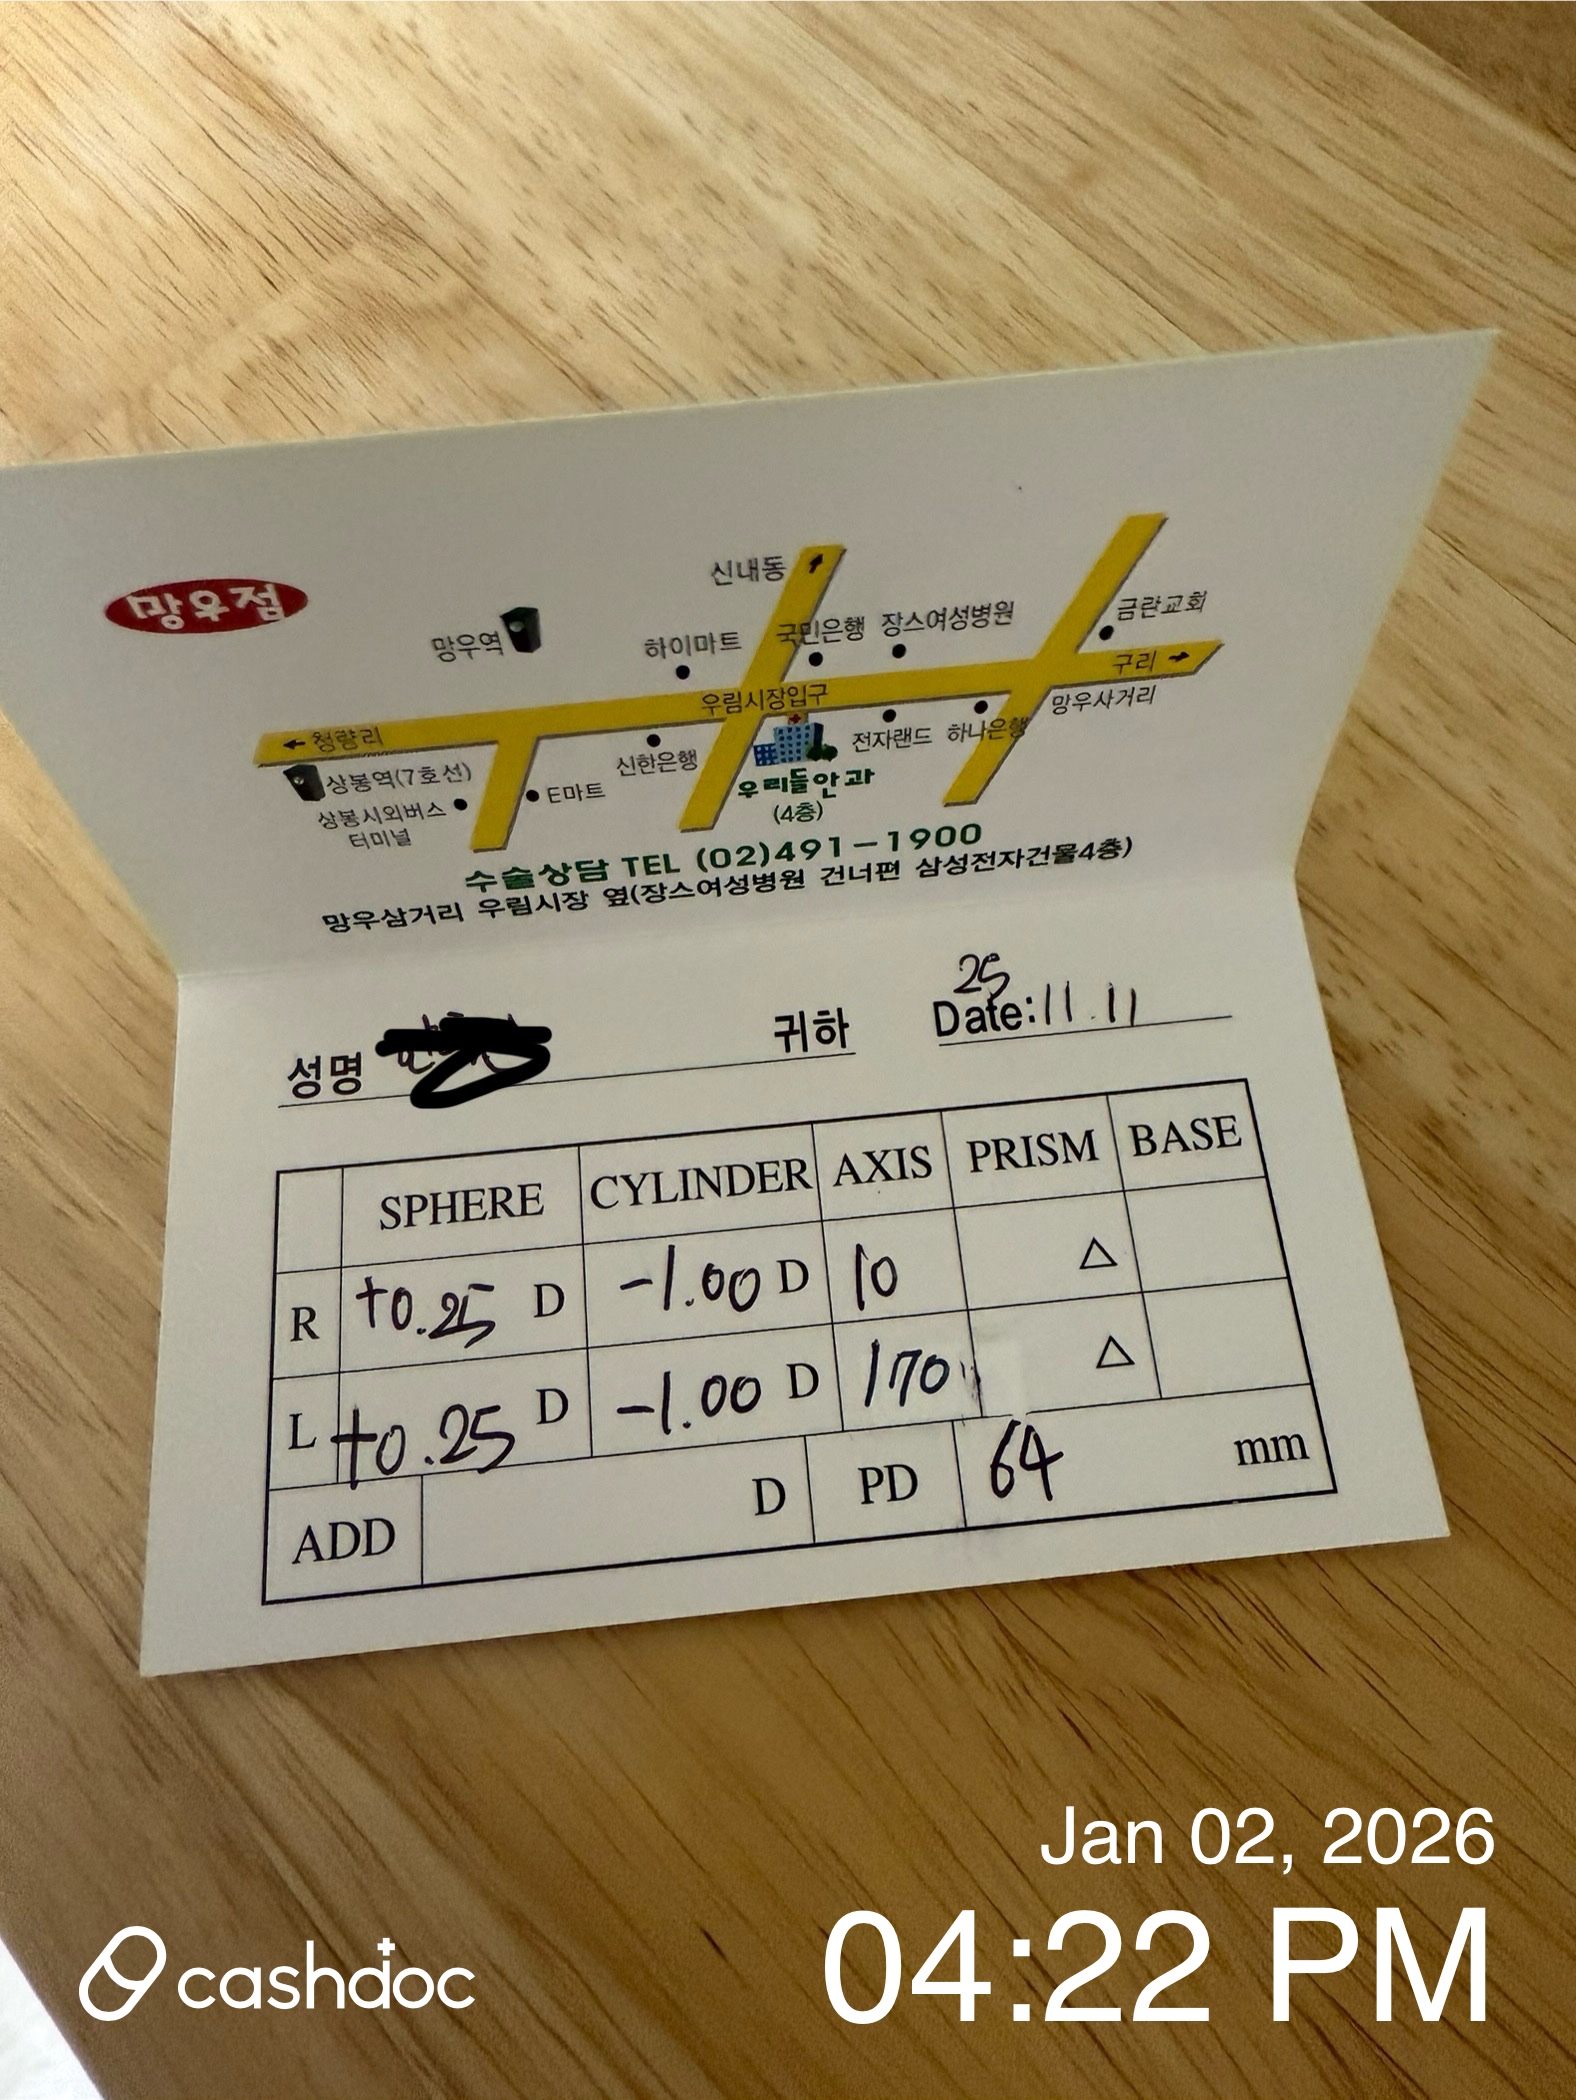 망우점
신내동
망우역
하이마트
국민은행
장스여성병원
금란교회
구리
우림시장입구
망우사거리
청량리
신한은행
전자랜드
하나은행
상봉역(7호선)
E마트
우리들안과
(4층)
상봉시외버스
터미널
수술상담 TEL (02)491-1900
망우삼거리 우림시장 옆(장스여성병원 건너편 삼성전자건물4층)
성명 귀하
25
Date: 11.11
SPHERE CYLINDER AXIS PRISM BASE
R +0.25 D -1.00 D 10 △
L +0.25 D -1.00 D 170 △
ADD D PD 64 mm
Jan 02, 2026
04:22 PM
cashdoc